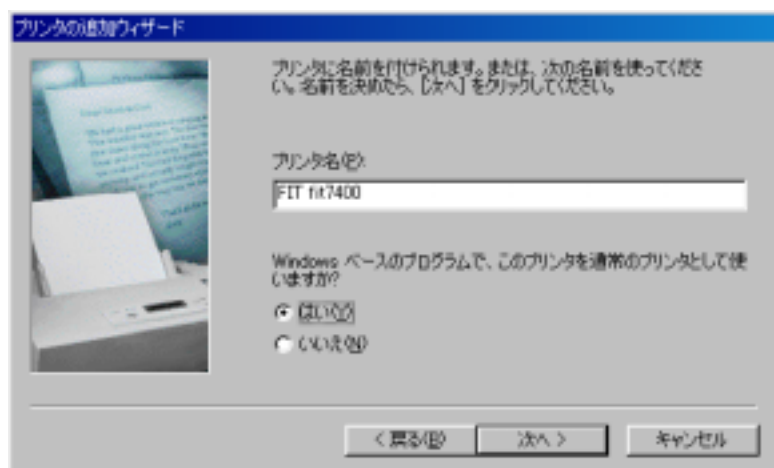 プリンタの追加ウィザード
プリンタに名前を付けられます。または、次の名前を使ってくださ
い。名前を決めたら、[次へ] をクリックしてください。
プリンタ名(P):
FIT fit7400
Windows ベースのプログラムで、このプリンタを通常のプリンタとして使
いますか?
はい(Y)
いいえ(N)
< 戻る(B)
次へ >
キャンセル